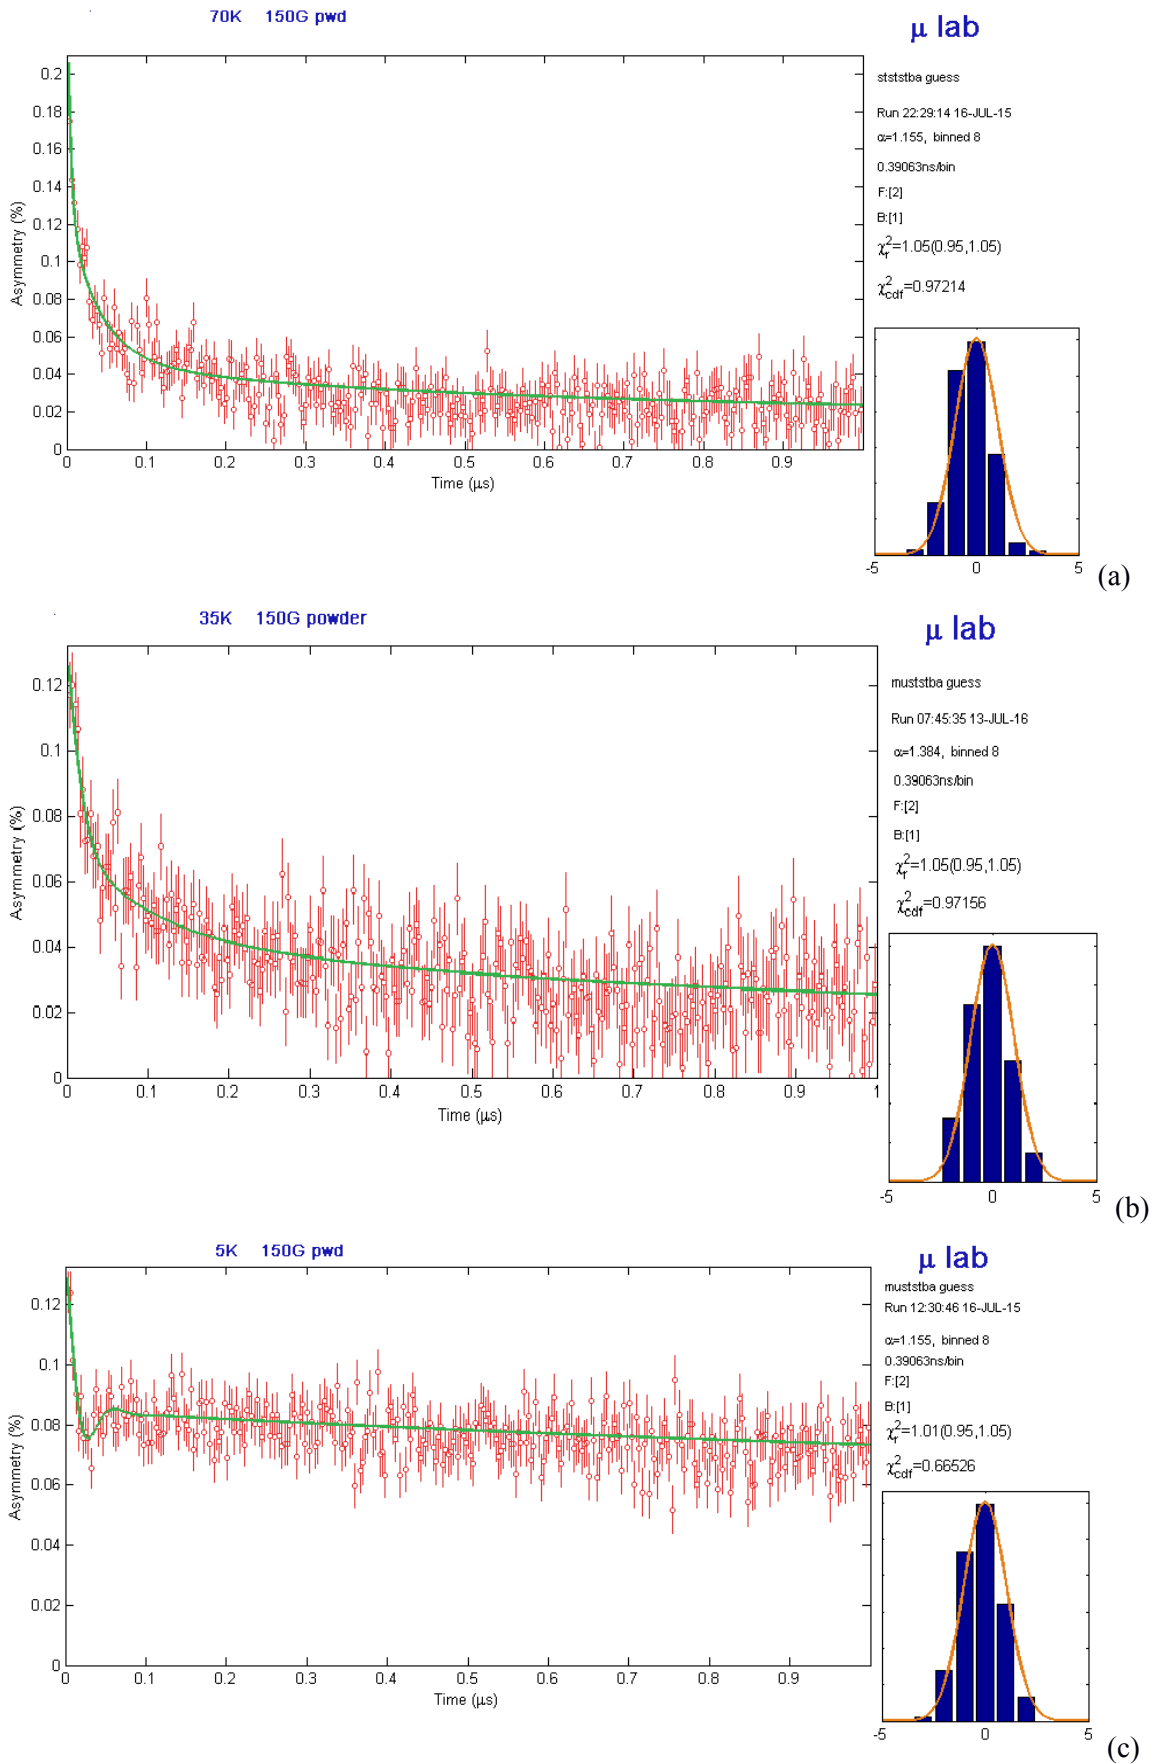 70K 150G pwd
μ lab
0.2
0.18
0.16
0.14
0.12
0.1
0.08
0.06
0.04
0.02
0
Asymmetry (%)
0 0.1 0.2 0.3 0.4 0.5 0.6 0.7 0.8 0.9
Time (μs)
stststba guess
Run 22:29:14 16-JUL-15
α=1.155, binned 8
0.39063ns/bin
F:[2]
B:[1]
χ²r=1.05(0.95,1.05)
χ²cdf=0.97214
-5 0 5
(a)
35K 150G powder
μ lab
0.12
0.1
0.08
0.06
0.04
0.02
0
Asymmetry (%)
0 0.1 0.2 0.3 0.4 0.5 0.6 0.7 0.8 0.9 1
Time (μs)
muststba guess
Run 07:45:35 13-JUL-16
α=1.384, binned 8
0.39063ns/bin
F:[2]
B:[1]
χ²r=1.05(0.95,1.05)
χ²cdf=0.97156
-5 0 5
(b)
5K 150G pwd
μ lab
0.12
0.1
0.08
0.06
0.04
0.02
0
Asymmetry (%)
0 0.1 0.2 0.3 0.4 0.5 0.6 0.7 0.8 0.9
Time (μs)
muststba guess
Run 12:30:46 16-JUL-15
α=1.155, binned 8
0.39063ns/bin
F:[2]
B:[1]
χ²r=1.01(0.95,1.05)
χ²cdf=0.66526
-5 0 5
(c)